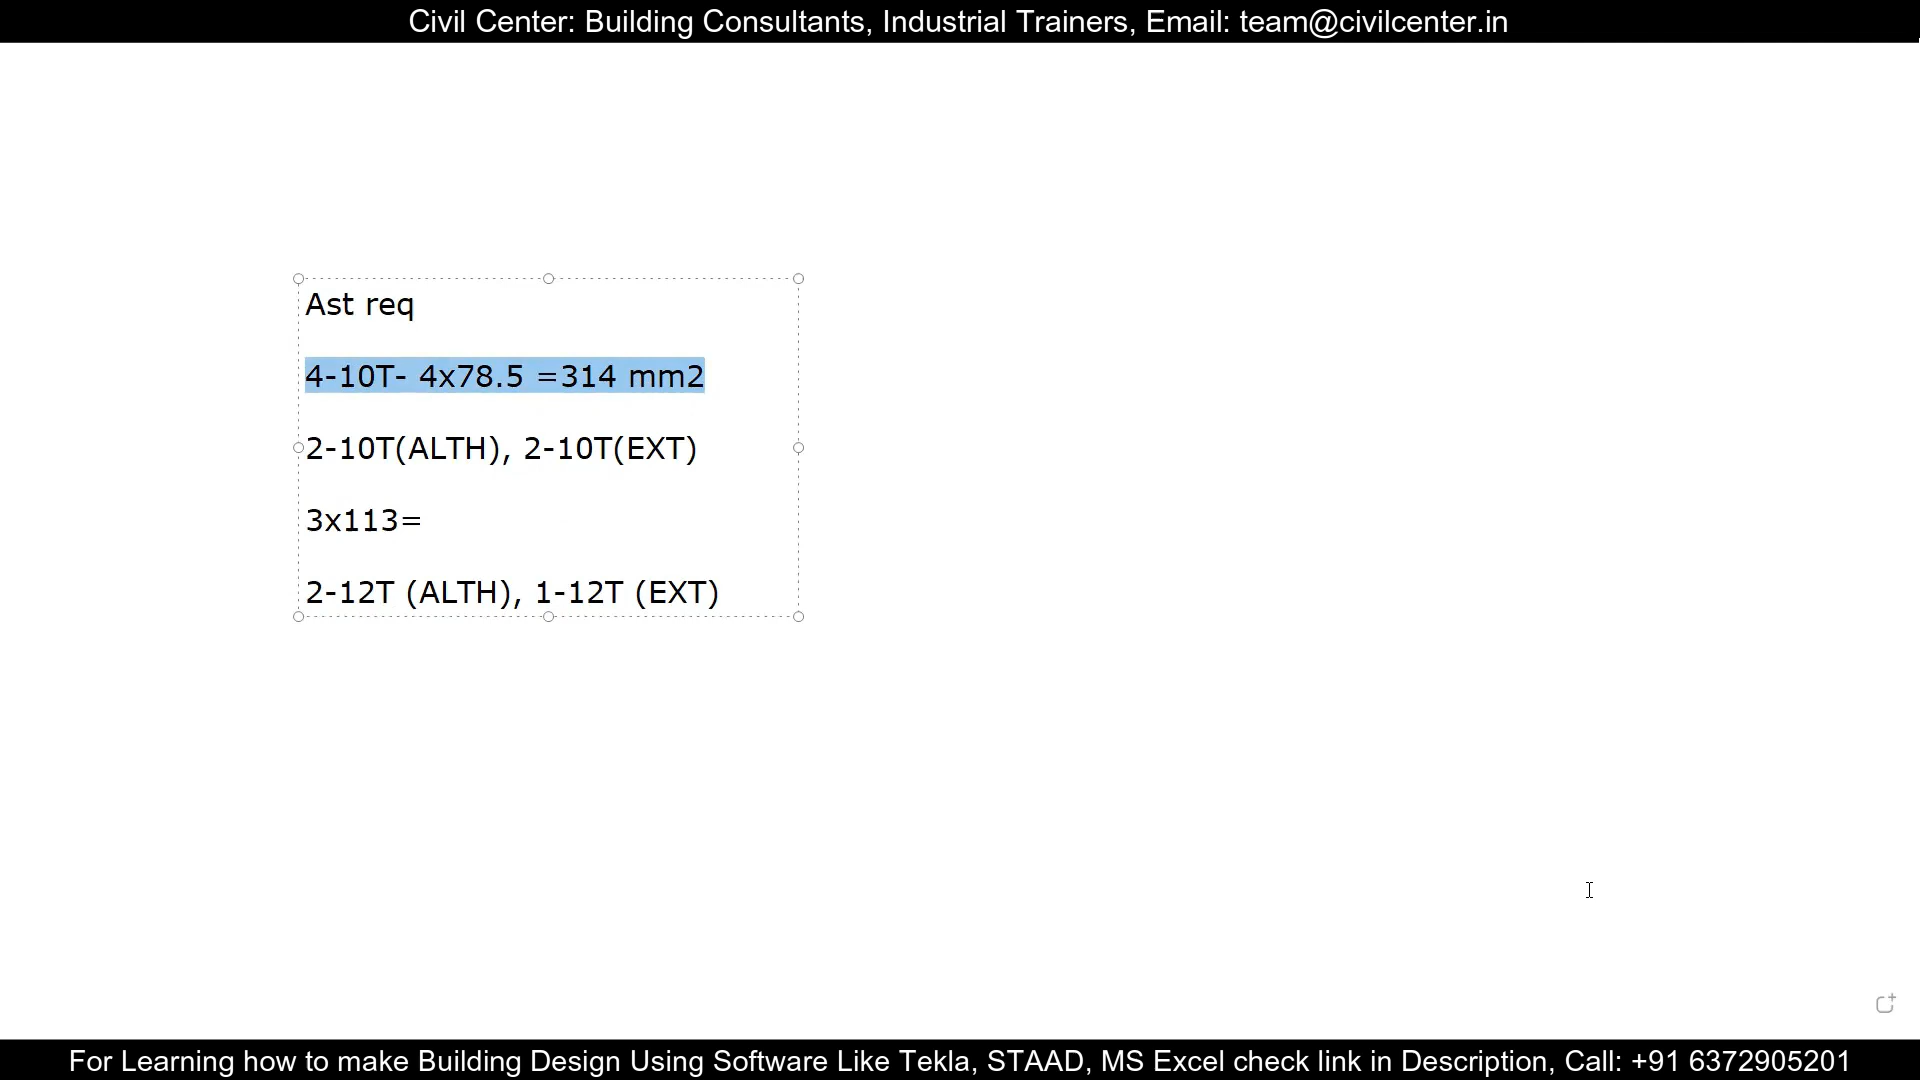 Civil Center: Building Consultants, Industrial Trainers, Email: team@civilcenter.in
Ast req
4-10T- 4x78.5 =314 mm2
2-10T(ALTH), 2-10T(EXT)
3x113=
2-12T (ALTH), 1-12T (EXT)
For Learning how to make Building Design Using Software Like Tekla, STAAD, MS Excel check link in Description, Call: +91 6372905201